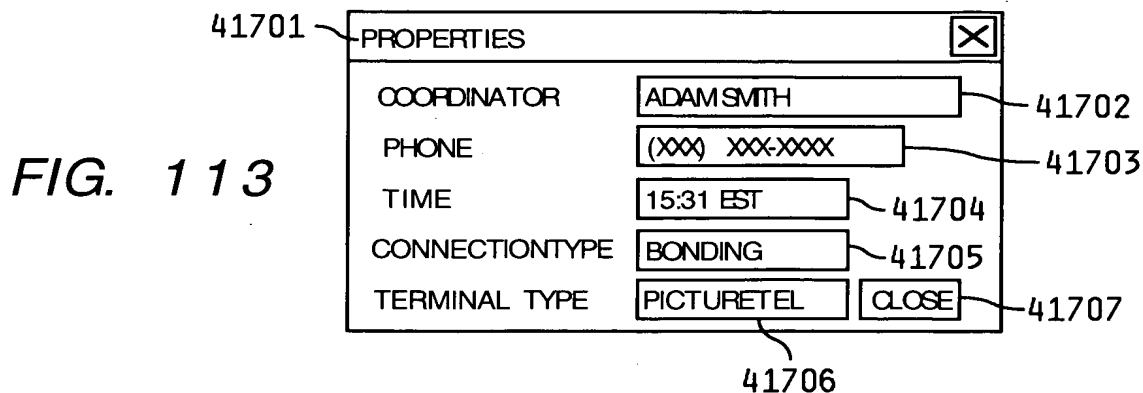 41701 PROPERTIES
COORDINATOR ADAM SMITH 41702
PHONE (XXX) XXX-XXXX 41703
FIG. 113
TIME 15:31 EST 41704
CONNECTIONTYPE BONDING 41705
TERMINAL TYPE PICTURETEL CLOSE 41707
41706